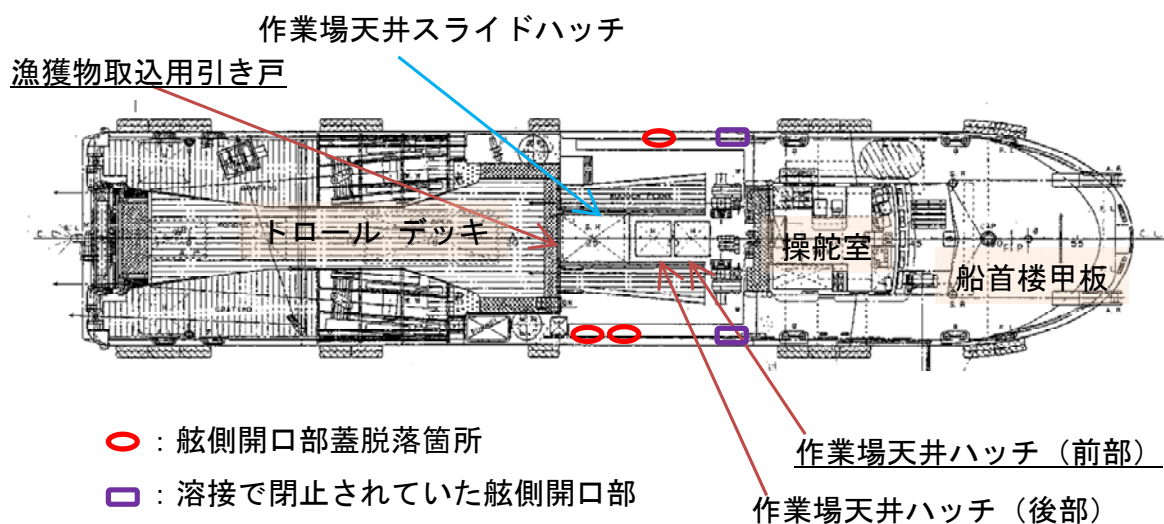 作業場天井スライドハッチ
漁獲物取込用引き戸
トロール デッキ
操舵室
船首楼甲板
：舷側開口部蓋脱落箇所
：溶接で閉止されていた舷側開口部
作業場天井ハッチ（前部）
作業場天井ハッチ（後部）